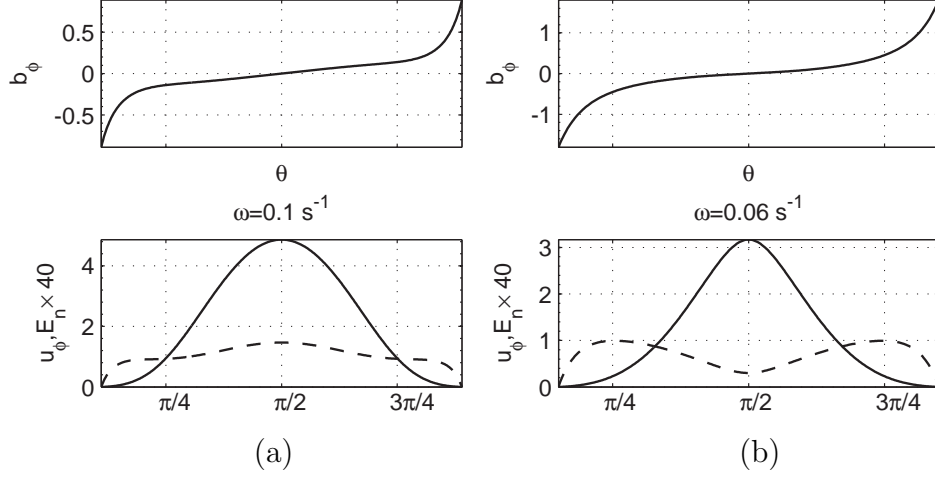 0.5
0
-0.5
b_ϕ
θ
1
0
-1
b_ϕ
θ
ω=0.1 s⁻¹
4
2
0
u_ϕ,E_n× 40
π/4
π/2
3π/4
(a)
ω=0.06 s⁻¹
3
2
1
0
u_ϕ,E_n× 40
π/4
π/2
3π/4
(b)